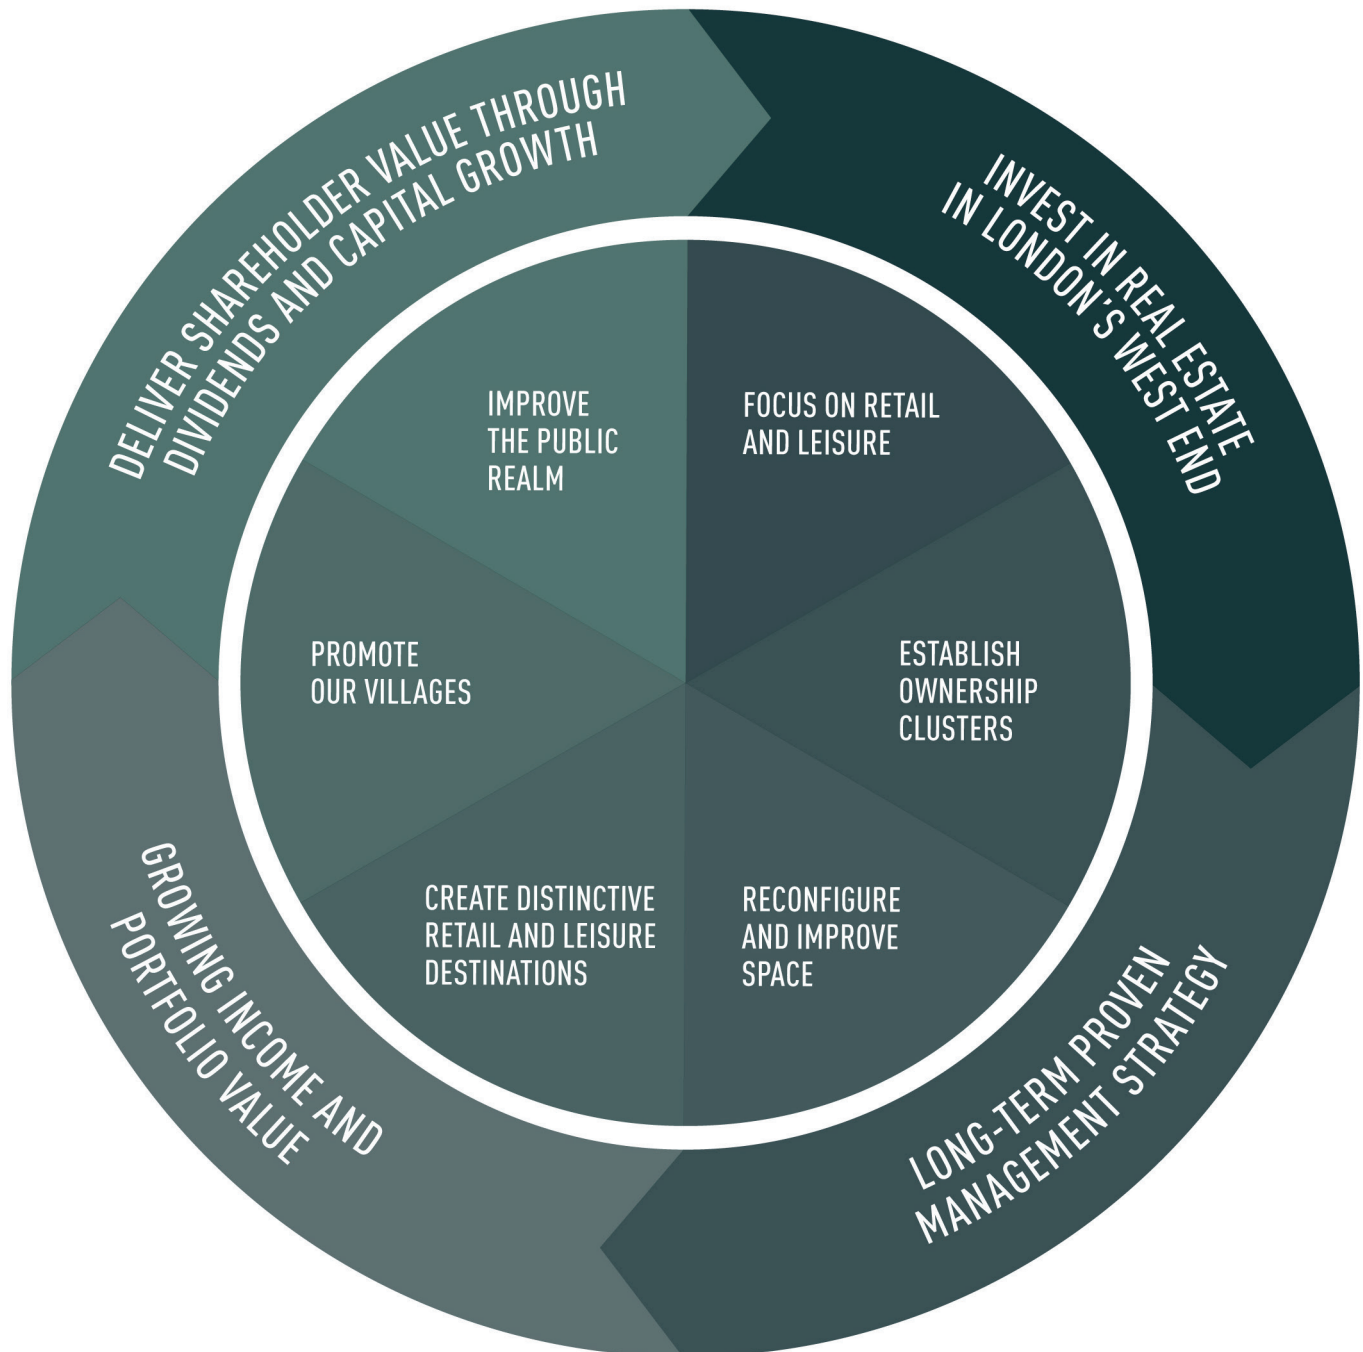 DELIVER SHAREHOLDER VALUE THROUGH
DIVIDENDS AND CAPITAL GROWTH
INVEST IN REAL ESTATE
IN LONDON'S WEST END
LONG-TERM PROVEN
MANAGEMENT STRATEGY
GROWING INCOME AND
PORTFOLIO VALUE
IMPROVE
THE PUBLIC
REALM
FOCUS ON RETAIL
AND LEISURE
ESTABLISH
OWNERSHIP
CLUSTERS
RECONFIGURE
AND IMPROVE
SPACE
CREATE DISTINCTIVE
RETAIL AND LEISURE
DESTINATIONS
PROMOTE
OUR VILLAGES